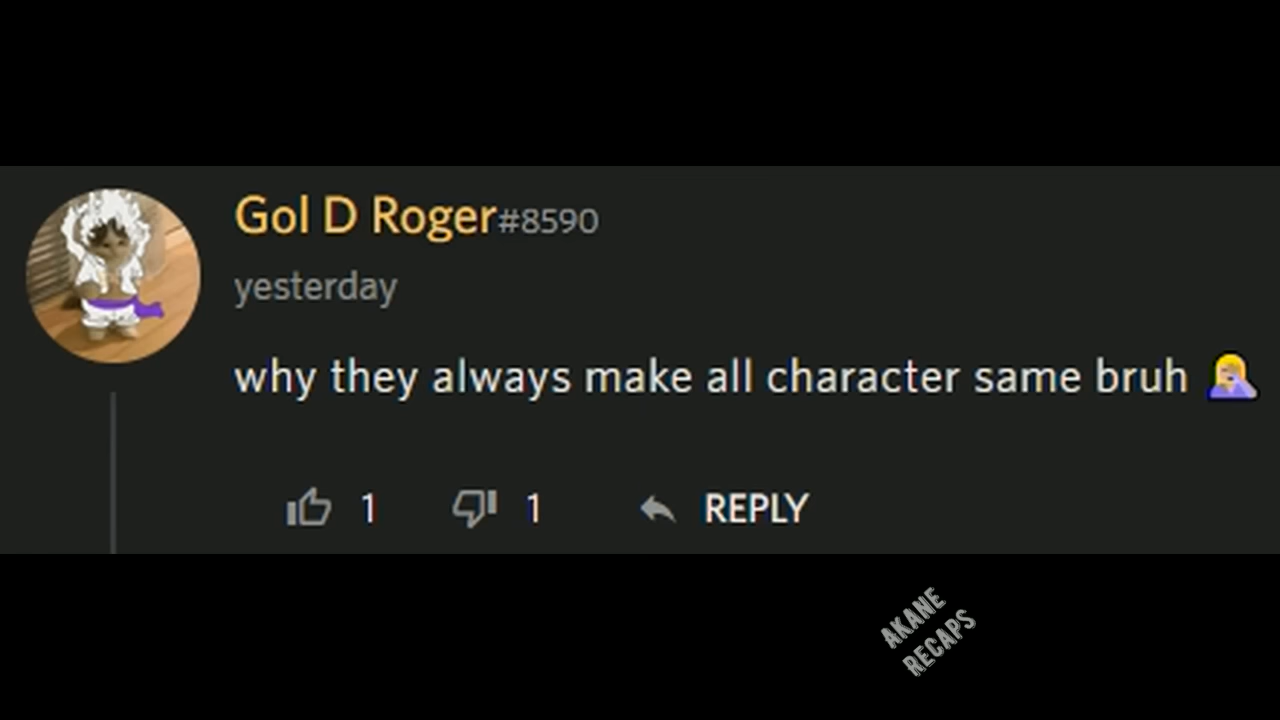 Gol D Roger#8590
yesterday
why they always make all character same bruh 🤦🏼‍♀️
1 1 REPLY
AKANE
RECAPS